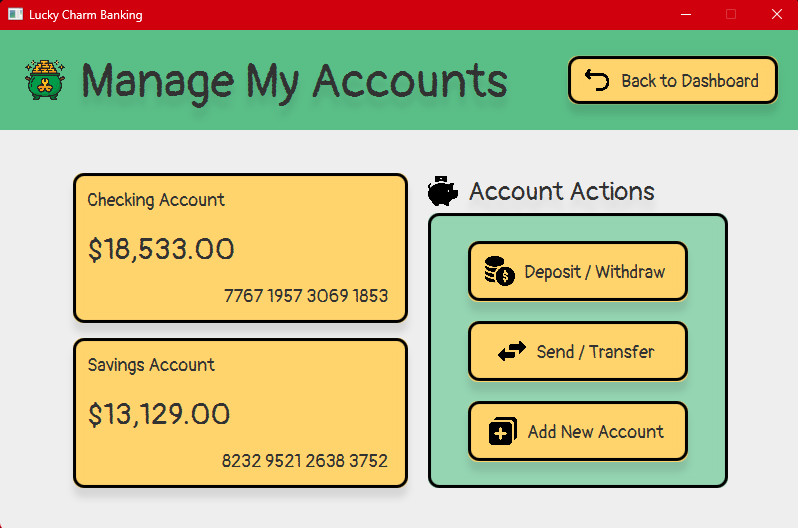 Lucky Charm Banking
Manage My Accounts
Back to Dashboard
Checking Account
$18,533.00
7767 1957 3069 1853
Savings Account
$13,129.00
8232 9521 2638 3752
Account Actions
Deposit / Withdraw
Send / Transfer
Add New Account